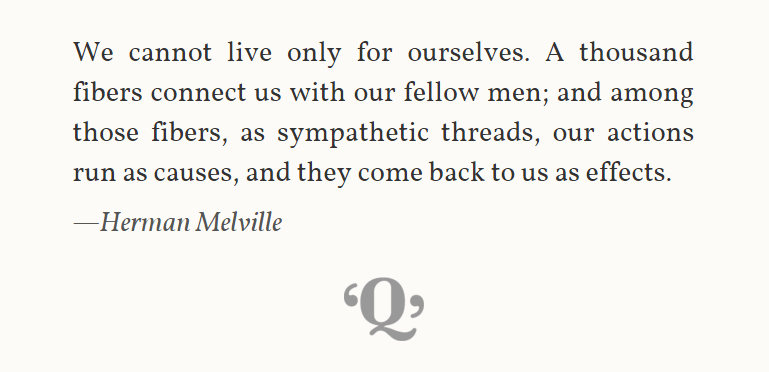 We cannot live only for ourselves. A thousand
fibers connect us with our fellow men; and among
those fibers, as sympathetic threads, our actions
run as causes, and they come back to us as effects.
—Herman Melville
‘Q’